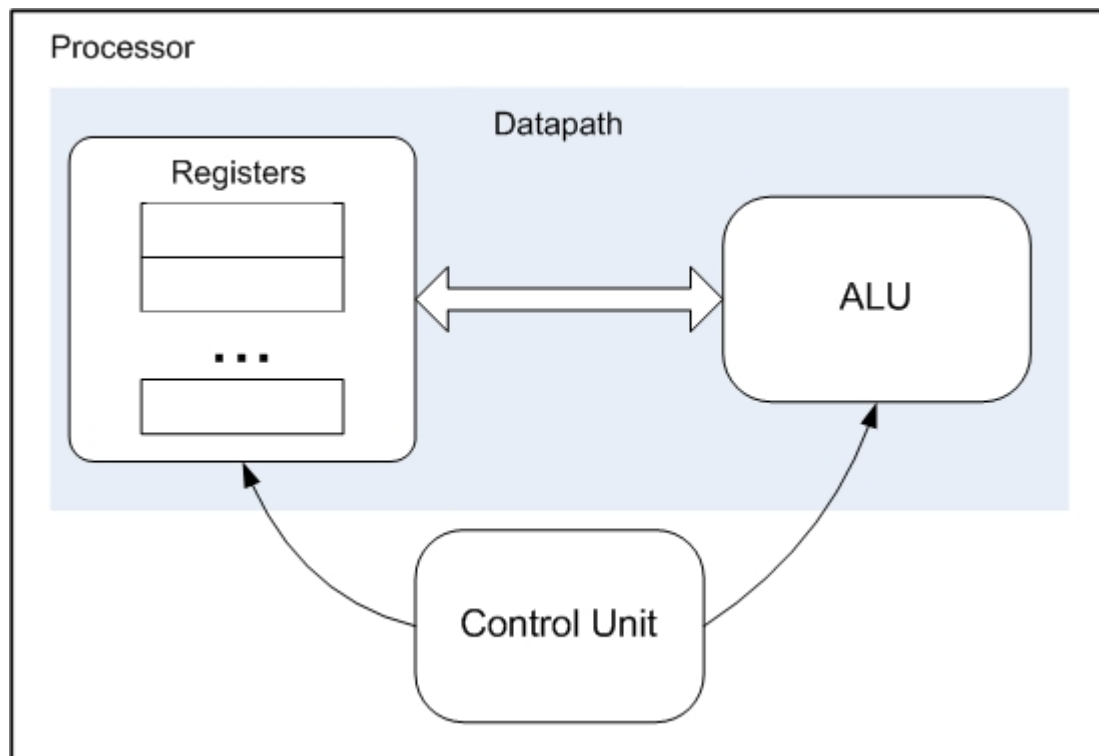 Processor
Datapath
Registers
...
ALU
Control Unit